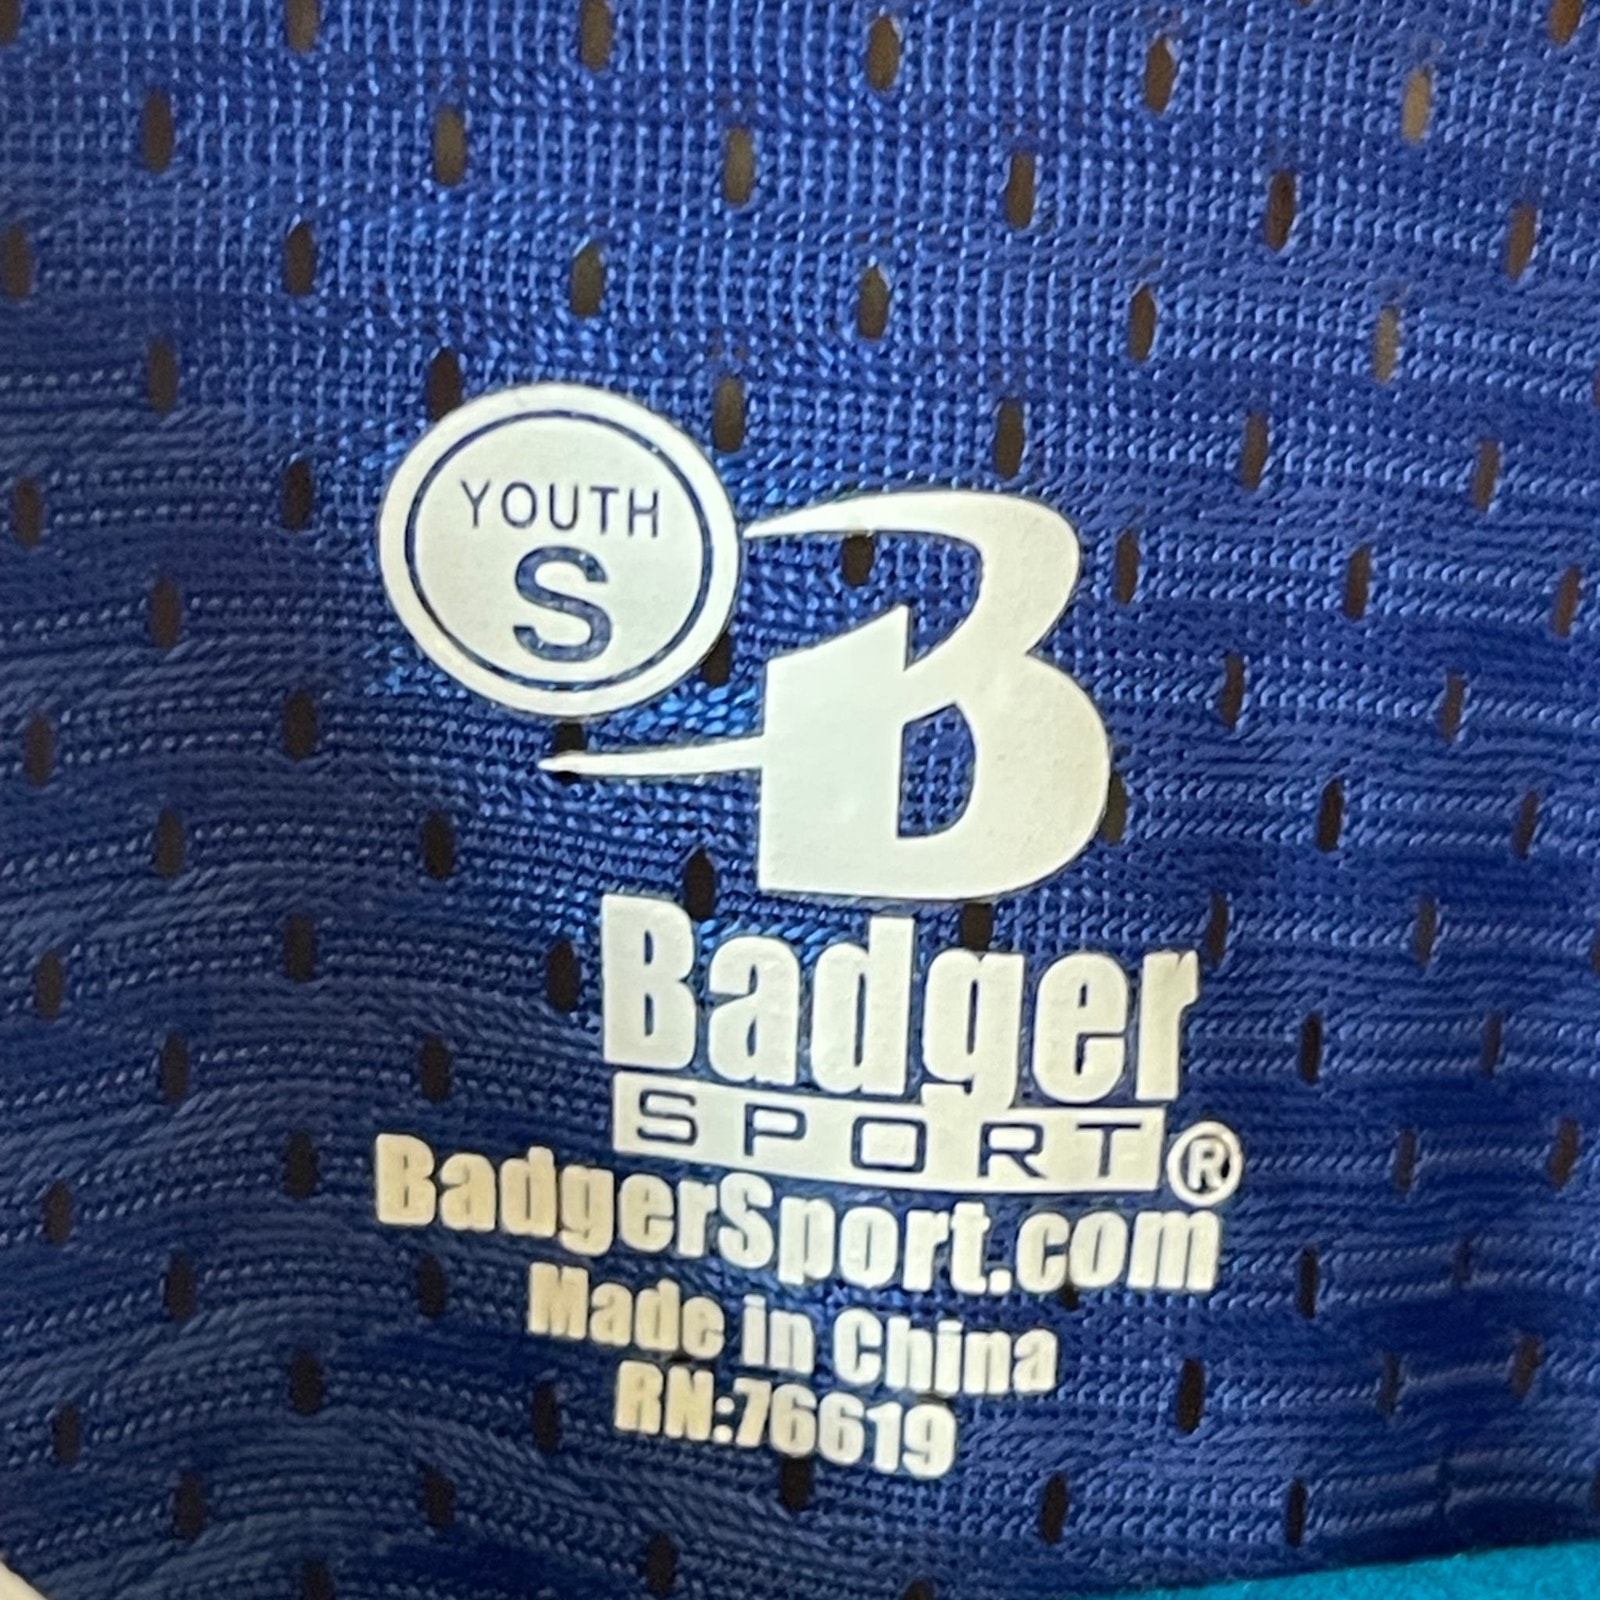 YOUTH
S
B
Badger
SPORT®
BadgerSport.com
Made in China
RN:76619